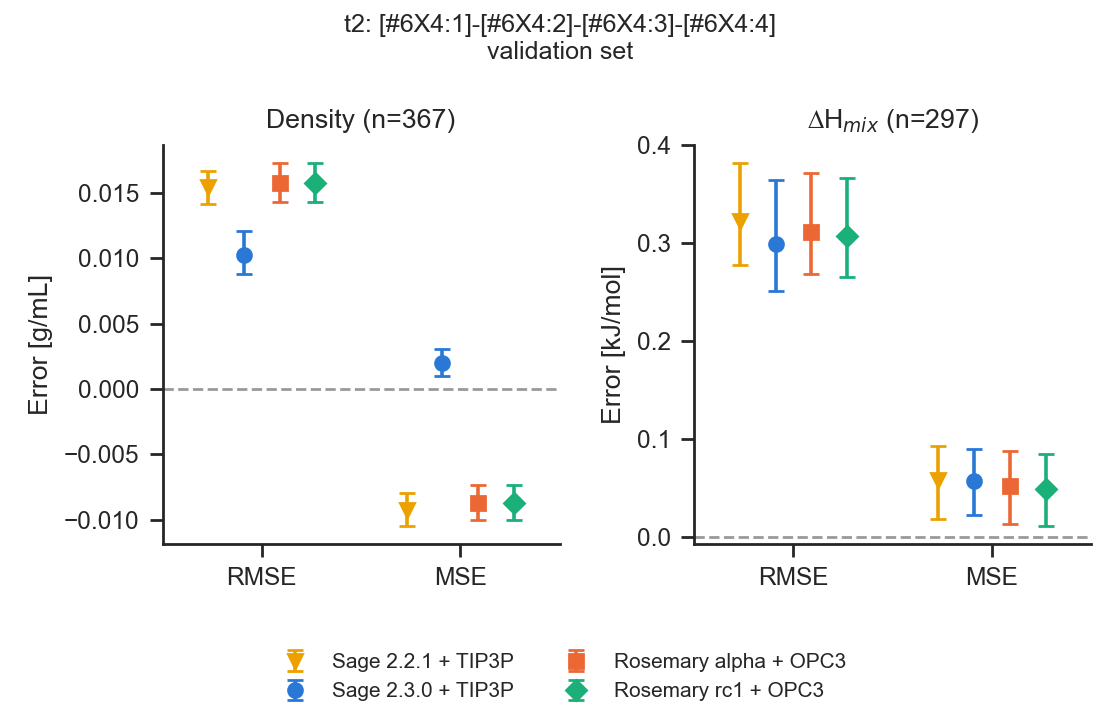 t2: [#6X4:1]-[#6X4:2]-[#6X4:3]-[#6X4:4]
validation set
Density (n=367)
0.015
0.010
0.005
0.000
−0.005
−0.010
Error [g/mL]
RMSE MSE
ΔHmix (n=297)
0.4
0.3
0.2
0.1
0.0
Error [kJ/mol]
RMSE MSE
Sage 2.2.1 + TIP3P
Sage 2.3.0 + TIP3P
Rosemary alpha + OPC3
Rosemary rc1 + OPC3